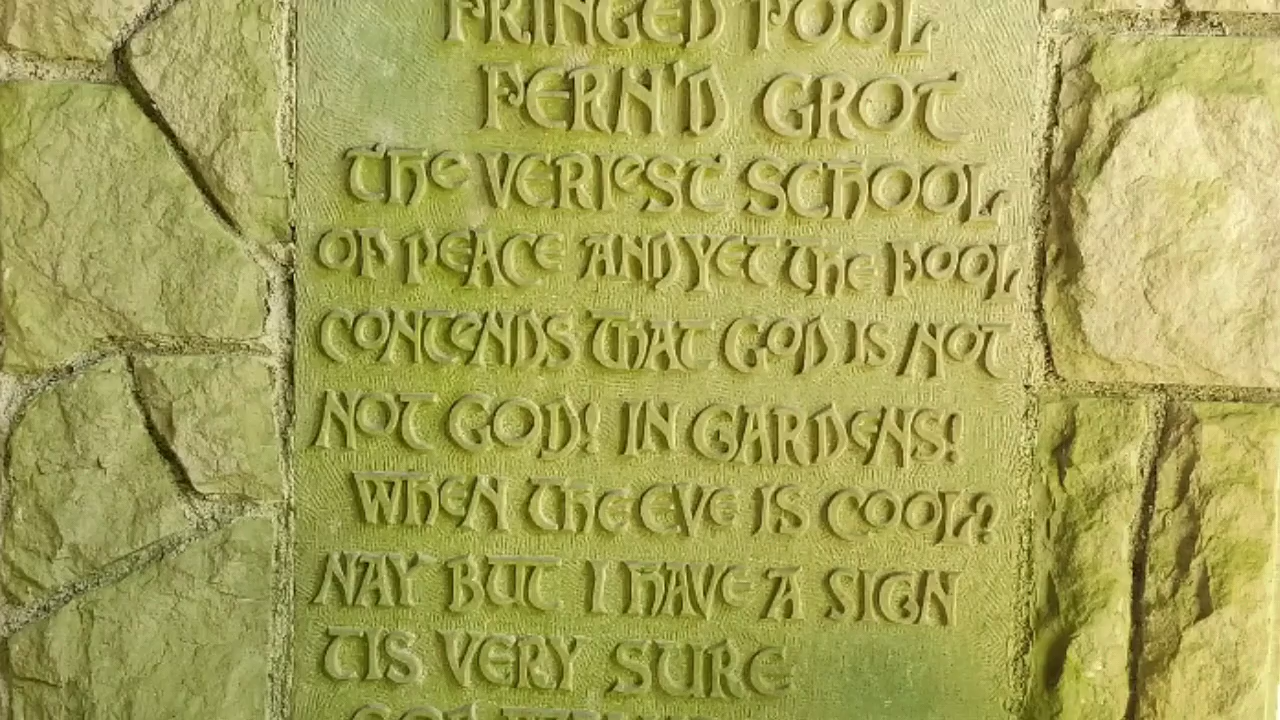 FRINGED POOL
FERN'D GROT
THE VERIEST SCHOOL
OF PEACE AND YET THE FOOL
CONTENDS THAT GOD IS NOT
NOT GOD! IN GARDENS!
WHEN THE EVE IS COOL?
NAY BUT I HAVE A SIGN
TIS VERY SURE